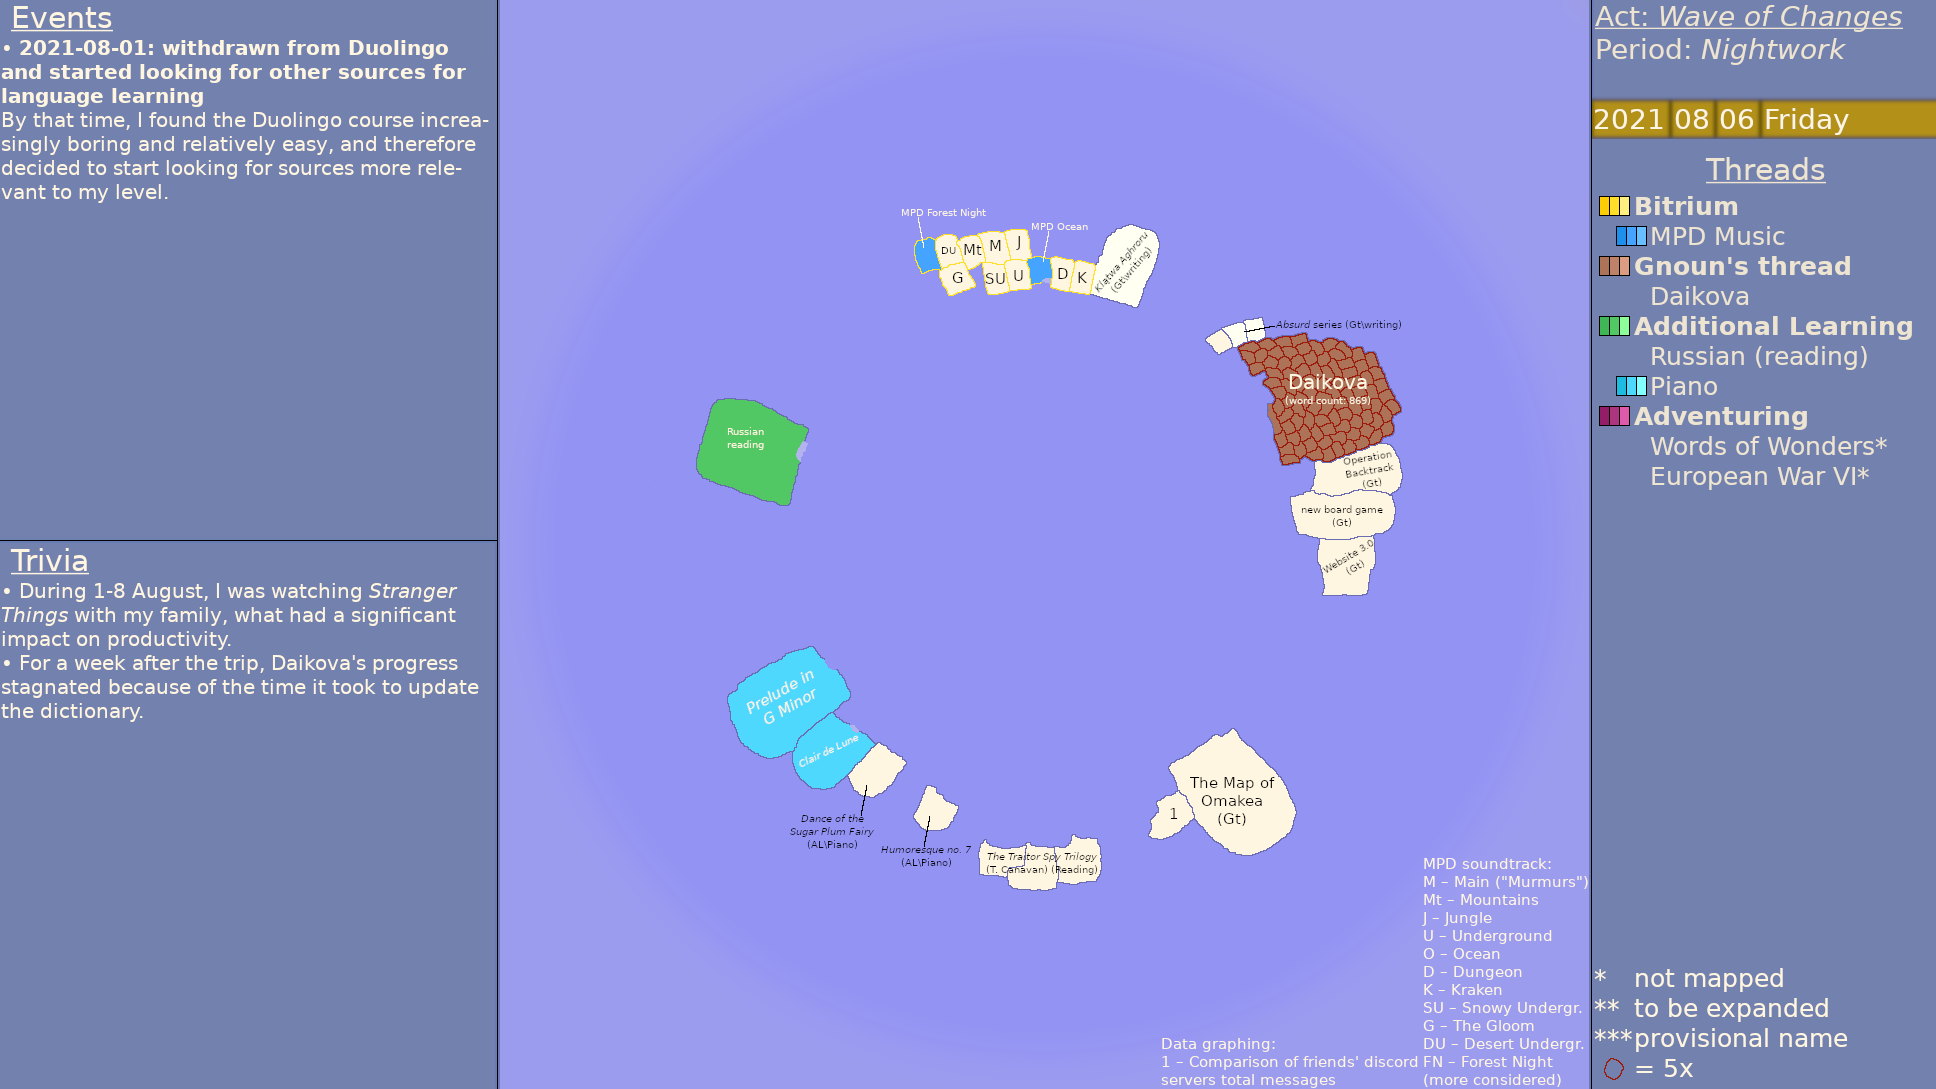 Events
• 2021-08-01: withdrawn from Duolingo
and started looking for other sources for
language learning
By that time, I found the Duolingo course increa-
singly boring and relatively easy, and therefore
decided to start looking for sources more rele-
vant to my level.
Trivia
• During 1-8 August, I was watching Stranger
Things with my family, what had a significant
impact on productivity.
• For a week after the trip, Daikova's progress
stagnated because of the time it took to update
the dictionary.
MPD Forest Night
MPD Ocean
DU
Mt
M
J
G
SU
U
D
K
Klątwa Aghroru
(Gt\writing)
Absurd series (Gt\writing)
Daikova
(word count: 869)
Operation
Backtrack
(Gt)
new board game
(Gt)
Website 3.0
(Gt)
Russian
reading
Prelude in
G Minor
Clair de Lune
Dance of the
Sugar Plum Fairy
(AL\Piano)
Humoresque no. 7
(AL\Piano)
The Traitor Spy Trilogy
(T. Canavan) (Reading)
The Map of
Omakea
(Gt)
1
Data graphing:
1 – Comparison of friends' discord
servers total messages
MPD soundtrack:
M – Main ("Murmurs")
Mt – Mountains
J – Jungle
U – Underground
O – Ocean
D – Dungeon
K – Kraken
SU – Snowy Undergr.
G – The Gloom
DU – Desert Undergr.
FN – Forest Night
(more considered)
Act: Wave of Changes
Period: Nightwork
2021 08 06 Friday
Threads
Bitrium
MPD Music
Gnoun's thread
Daikova
Additional Learning
Russian (reading)
Piano
Adventuring
Words of Wonders*
European War VI*
* not mapped
** to be expanded
*** provisional name
= 5x